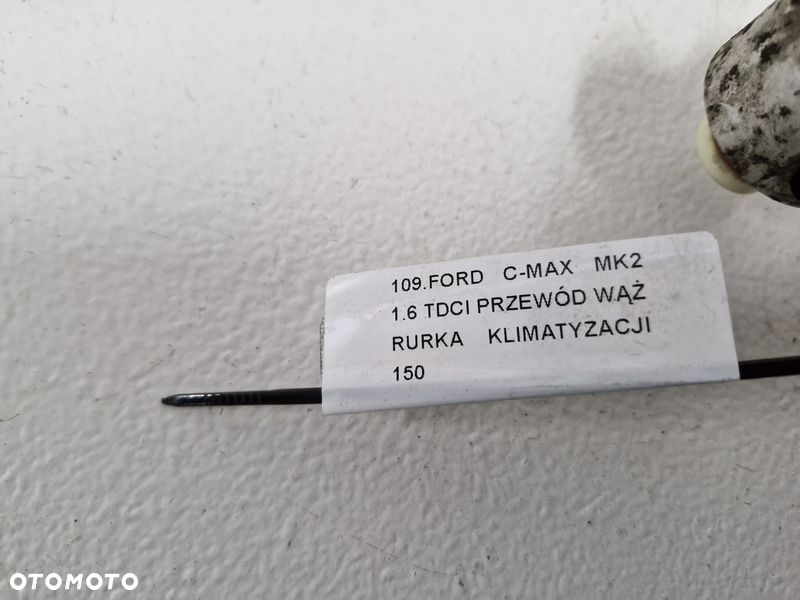 109.FORD C-MAX MK2
1.6 TDCI PRZEWÓD WĄŻ
RURKA KLIMATYZACJI
150
OTOMOTO